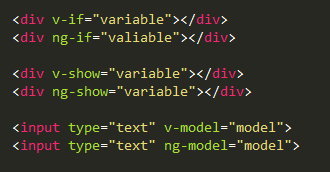 <div v-if="variable"></div>
<div ng-if="valiable"></div>
<div v-show="variable"></div>
<div ng-show="variable"></div>
<input type="text" v-model="model">
<input type="text" ng-model="model">